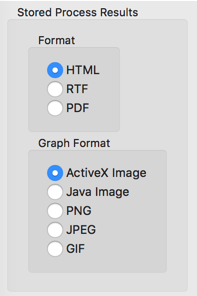 Stored Process Results
Format
HTML
RTF
PDF
Graph Format
ActiveX Image
Java Image
PNG
JPEG
GIF